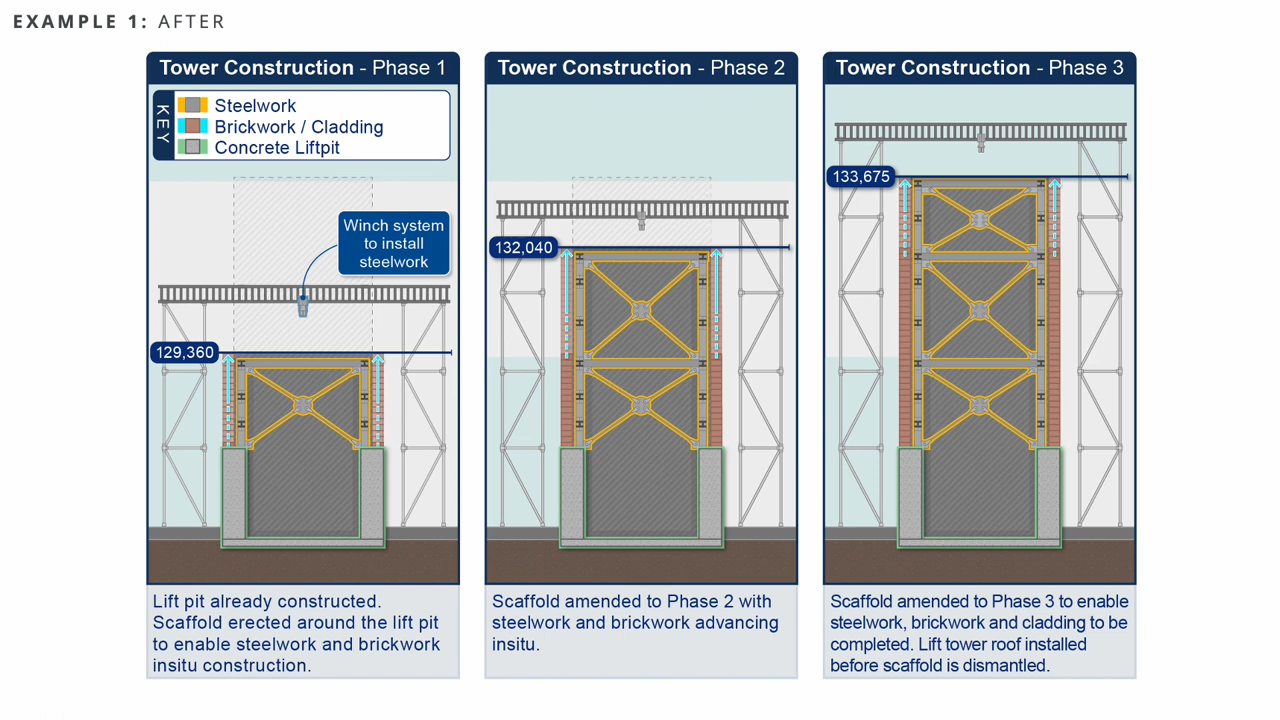 EXAMPLE 1: AFTER
Tower Construction - Phase 1
KEY
Steelwork
Brickwork / Cladding
Concrete Liftpit
Winch system
to install
steelwork
129,360
Lift pit already constructed.
Scaffold erected around the lift pit
to enable steelwork and brickwork
insitu construction.
Tower Construction - Phase 2
132,040
Scaffold amended to Phase 2 with
steelwork and brickwork advancing
insitu.
Tower Construction - Phase 3
133,675
Scaffold amended to Phase 3 to enable
steelwork, brickwork and cladding to be
completed. Lift tower roof installed
before scaffold is dismantled.